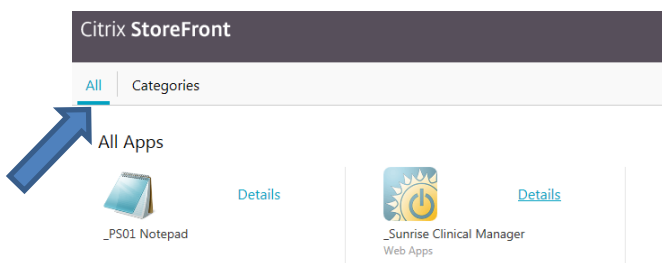 Citrix StoreFront
All Categories
All Apps
Details Details
_PS01 Notepad _Sunrise Clinical Manager
Web Apps